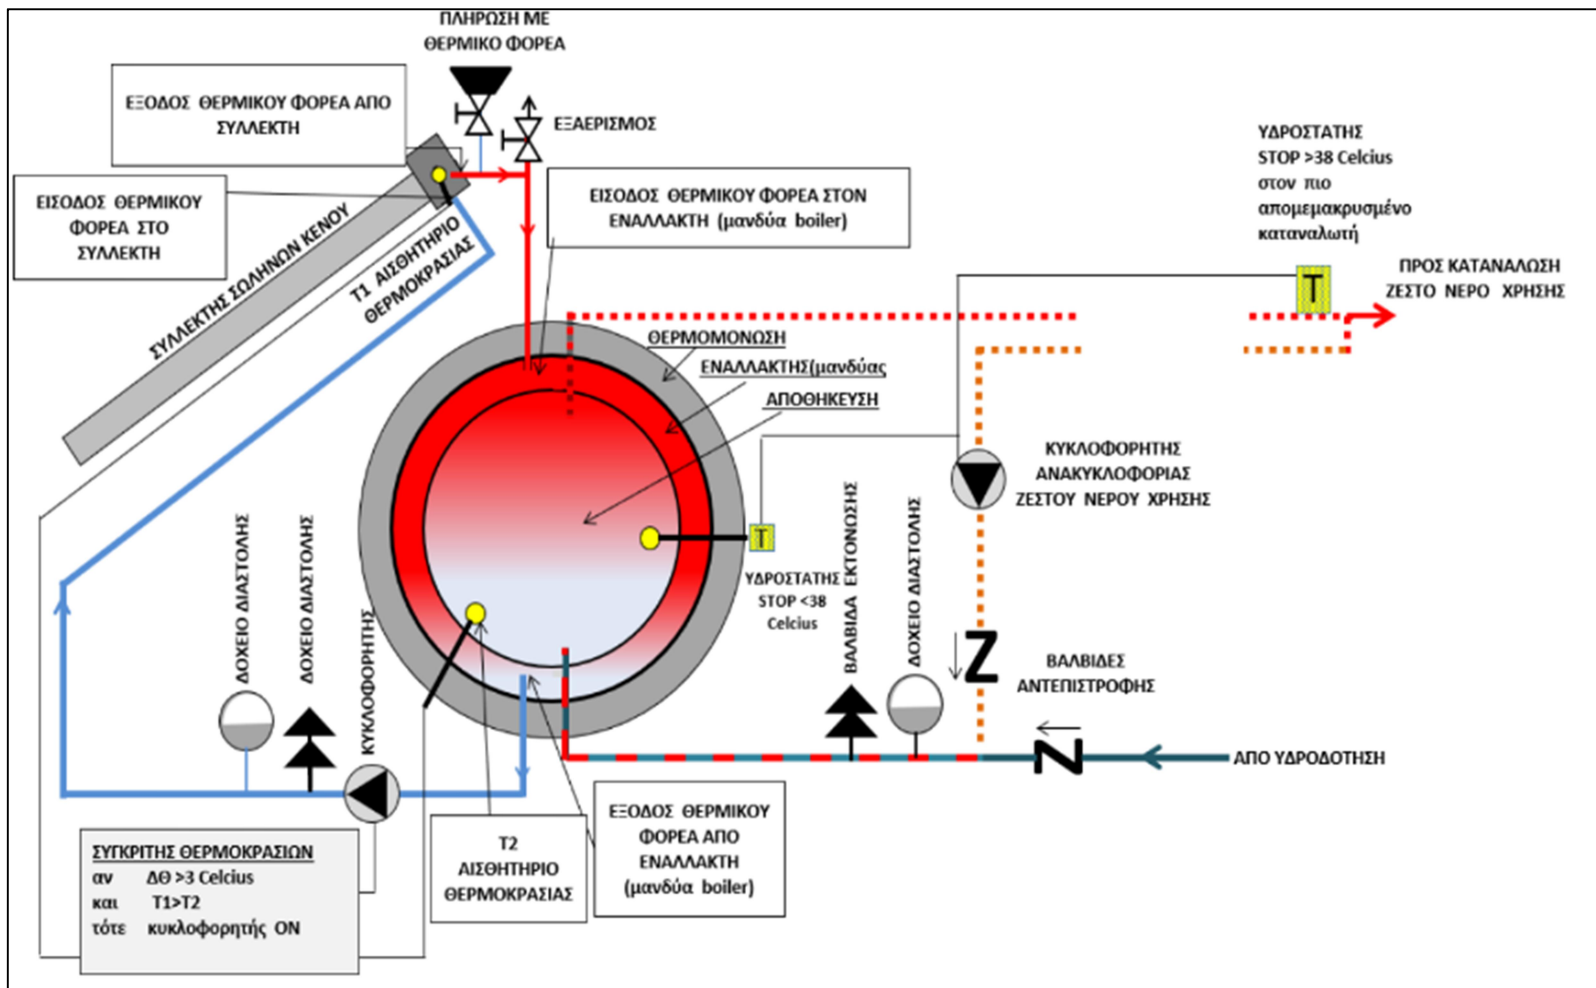 ΠΛΗΡΩΣΗ ΜΕ
ΘΕΡΜΙΚΟ ΦΟΡΕΑ
ΕΞΟΔΟΣ ΘΕΡΜΙΚΟΥ ΦΟΡΕΑ ΑΠΟ
ΣΥΛΛΕΚΤΗ
ΕΞΑΕΡΙΣΜΟΣ
ΥΔΡΟΣΤΑΤΗΣ
STOP >38 Celcius
στον πιο
απομεμακρυσμένο
καταναλωτή
ΕΙΣΟΔΟΣ ΘΕΡΜΙΚΟΥ
ΦΟΡΕΑ ΣΤΟ
ΣΥΛΛΕΚΤΗ
ΕΙΣΟΔΟΣ ΘΕΡΜΙΚΟΥ ΦΟΡΕΑ ΣΤΟΝ
ΕΝΑΛΛΑΚΤΗ (μανδύα boiler)
ΣΥΛΛΕΚΤΗΣ ΣΩΛΗΝΩΝ ΚΕΝΟΥ
Τ1 ΑΙΣΘΗΤΗΡΙΟ
ΘΕΡΜΟΚΡΑΣΙΑΣ
T
ΠΡΟΣ ΚΑΤΑΝΑΛΩΣΗ
ΖΕΣΤΟ ΝΕΡΟ ΧΡΗΣΗΣ
ΘΕΡΜΟΜΟΝΩΣΗ
ΕΝΑΛΛΑΚΤΗΣ(μανδύας
ΑΠΟΘΗΚΕΥΣΗ
ΚΥΚΛΟΦΟΡΗΤΗΣ
ΑΝΑΚΥΚΛΟΦΟΡΙΑΣ
ΖΕΣΤΟΥ ΝΕΡΟΥ ΧΡΗΣΗΣ
T
ΥΔΡΟΣΤΑΤΗΣ
STOP <38
Celcius
ΒΑΛΒΙΔΑ ΕΚΤΟΝΩΣΗΣ
ΔΟΧΕΙΟ ΔΙΑΣΤΟΛΗΣ
ΔΟΧΕΙΟ ΔΙΑΣΤΟΛΗΣ
ΔΟΧΕΙΟ ΔΙΑΣΤΟΛΗΣ
ΚΥΚΛΟΦΟΡΗΤΗΣ
ΒΑΛΒΙΔΕΣ
ΑΝΤΕΠΙΣΤΡΟΦΗΣ
ΑΠΟ ΥΔΡΟΔΟΤΗΣΗ
ΣΥΓΚΡΙΤΗΣ ΘΕΡΜΟΚΡΑΣΙΩΝ
αν ΔΘ >3 Celcius
και Τ1>Τ2
τότε κυκλοφορητής ΟΝ
Τ2
ΑΙΣΘΗΤΗΡΙΟ
ΘΕΡΜΟΚΡΑΣΙΑΣ
ΕΞΟΔΟΣ ΘΕΡΜΙΚΟΥ
ΦΟΡΕΑ ΑΠΟ
ΕΝΑΛΛΑΚΤΗ
(μανδύα boiler)